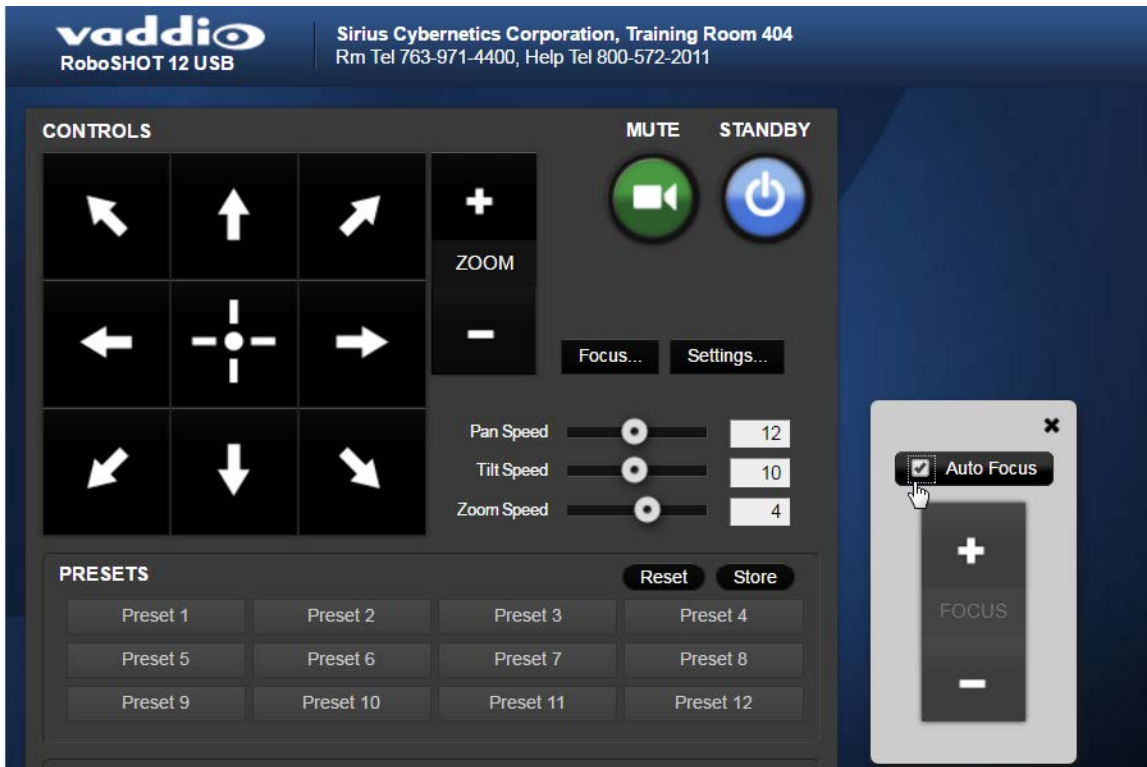 vaddio
RoboSHOT 12 USB
Sirius Cybernetics Corporation, Training Room 404
Rm Tel 763-971-4400, Help Tel 800-572-2011
CONTROLS
MUTE STANDBY
+
ZOOM
-
Focus... Settings...
Pan Speed 12
Tilt Speed 10
Zoom Speed 4
Auto Focus
+
FOCUS
-
PRESETS
Reset Store
Preset 1 Preset 2 Preset 3 Preset 4
Preset 5 Preset 6 Preset 7 Preset 8
Preset 9 Preset 10 Preset 11 Preset 12